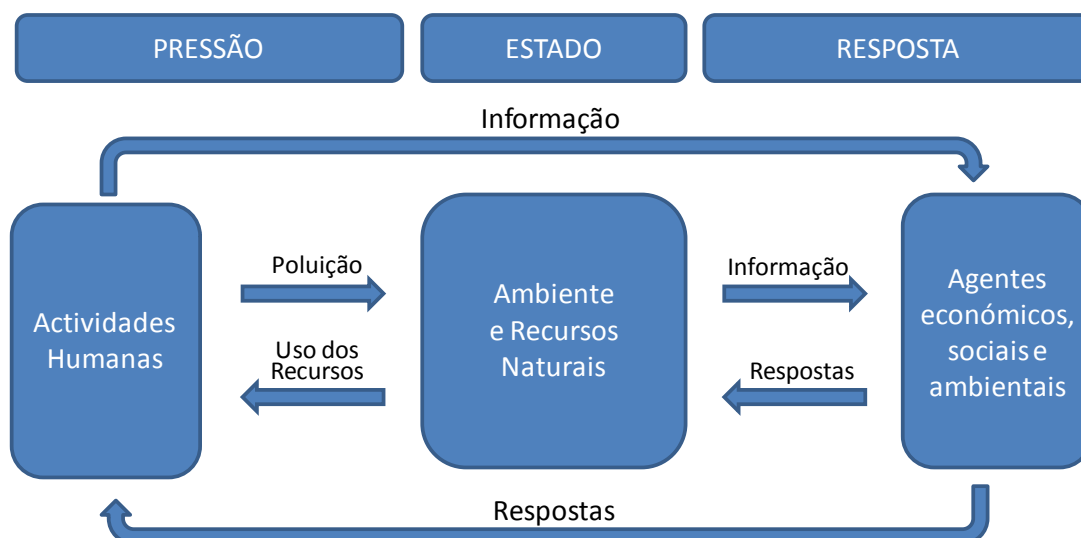 PRESSÃO
ESTADO
RESPOSTA
Informação
Actividades
Humanas
Poluição
Uso dos
Recursos
Ambiente
e Recursos
Naturais
Informação
Respostas
Agentes
económicos,
sociais e
ambientais
Respostas